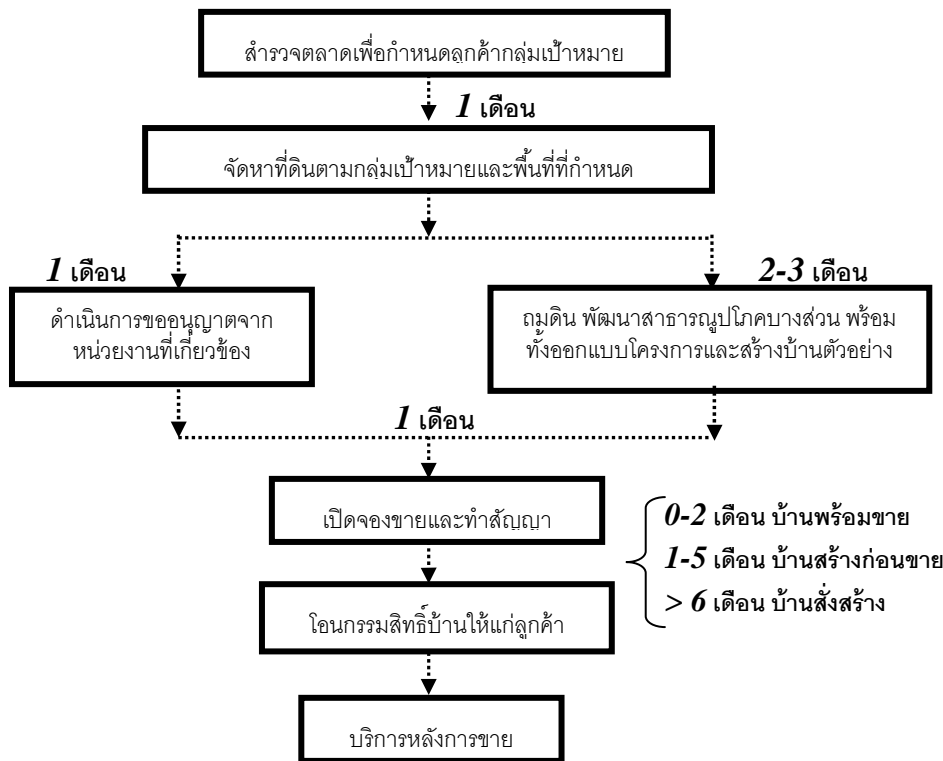 สำรวจตลาดเพื่อกำหนดลูกค้ากลุ่มเป้าหมาย
1 เดือน
จัดหาที่ดินตามกลุ่มเป้าหมายและพื้นที่ที่กำหนด
1 เดือน
2-3 เดือน
ดำเนินการขออนุญาตจาก
หน่วยงานที่เกี่ยวข้อง
ถมดิน พัฒนาสาธารณูปโภคบางส่วน พร้อม
ทั้งออกแบบโครงการและสร้างบ้านตัวอย่าง
1 เดือน
เปิดจองขายและทำสัญญา
0-2 เดือน บ้านพร้อมขาย
1-5 เดือน บ้านสร้างก่อนขาย
> 6 เดือน บ้านสั่งสร้าง
โอนกรรมสิทธิ์บ้านให้แก่ลูกค้า
บริการหลังการขาย